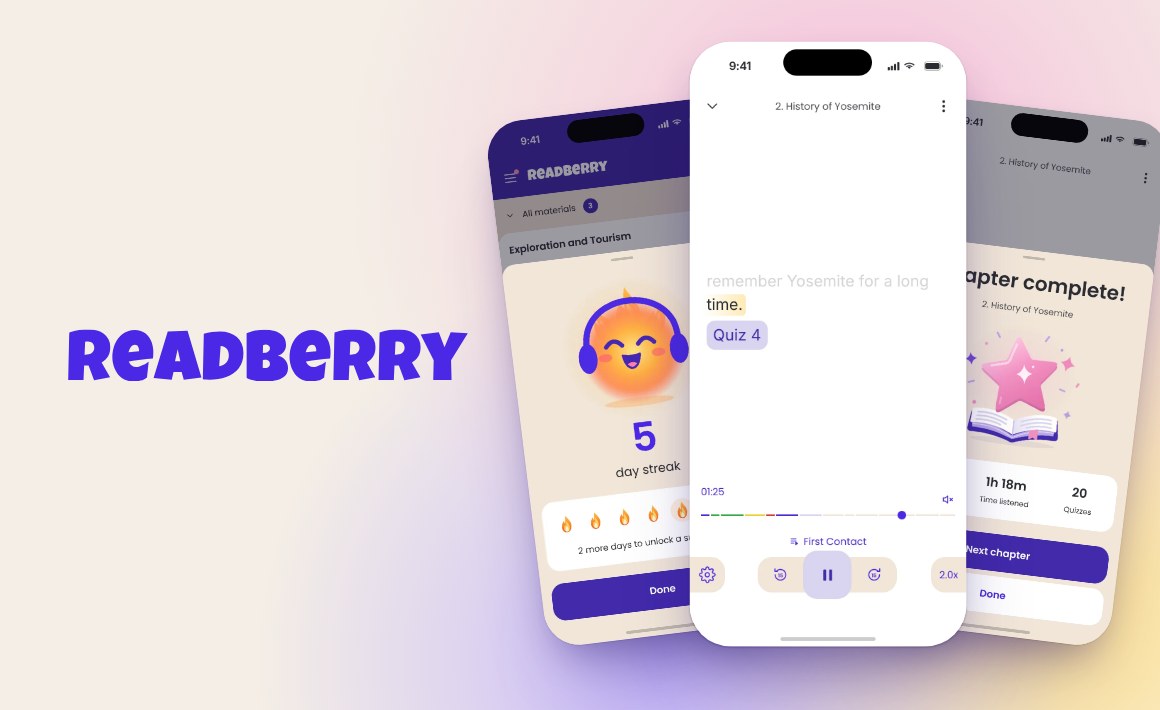 ReADBeRRY
9:41
ReADBeRRY
All materials 3
Exploration and Tourism
5
day streak
2 more days to unlock a
Done
9:41
2. History of Yosemite
remember Yosemite for a long
time.
Quiz 4
01:25
First Contact
15
15
2.0x
9:41
2. History of Yosemite
apter complete!
2. History of Yosemite
1h 18m
Time listened
20
Quizzes
Next chapter
Done